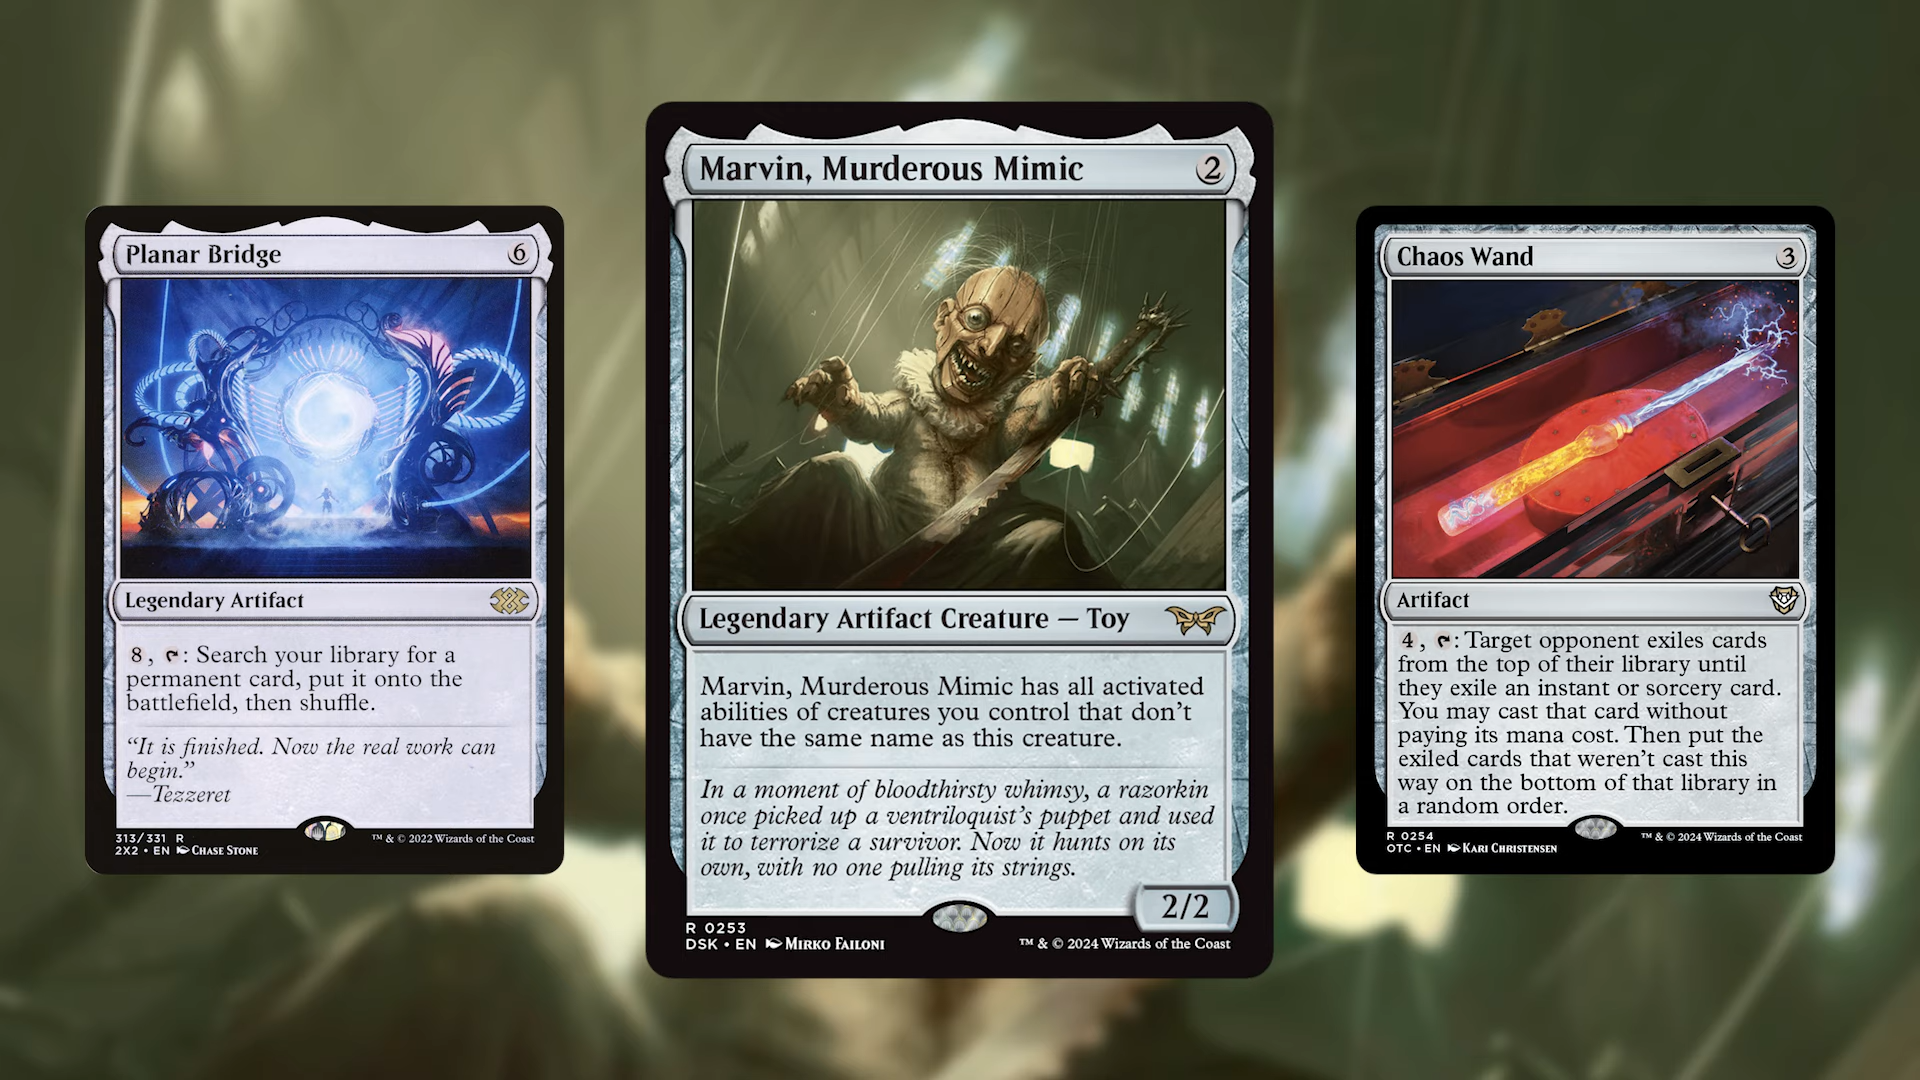 Planar Bridge
6
Legendary Artifact
8, : Search your library for a
permanent card, put it onto the
battlefield, then shuffle.
“It is finished. Now the real work can
begin.”
—Tezzeret
313/331 R
2X2 • EN Chase Stone
™ & © 2022 Wizards of the Coast
Marvin, Murderous Mimic
2
Legendary Artifact Creature — Toy
Marvin, Murderous Mimic has all activated
abilities of creatures you control that don’t
have the same name as this creature.
In a moment of bloodthirsty whimsy, a razorkin
once picked up a ventriloquist’s puppet and used
it to terrorize a survivor. Now it hunts on its
own, with no one pulling its strings.
2/2
R 0253
DSK • EN Mirko Failoni
™ & © 2024 Wizards of the Coast
Chaos Wand
3
Artifact
4, : Target opponent exiles cards
from the top of their library until
they exile an instant or sorcery card.
You may cast that card without
paying its mana cost. Then put the
exiled cards that weren’t cast this
way on the bottom of that library in
a random order.
R 0254
OTC • EN Kari Christensen
™ & © 2024 Wizards of the Coast